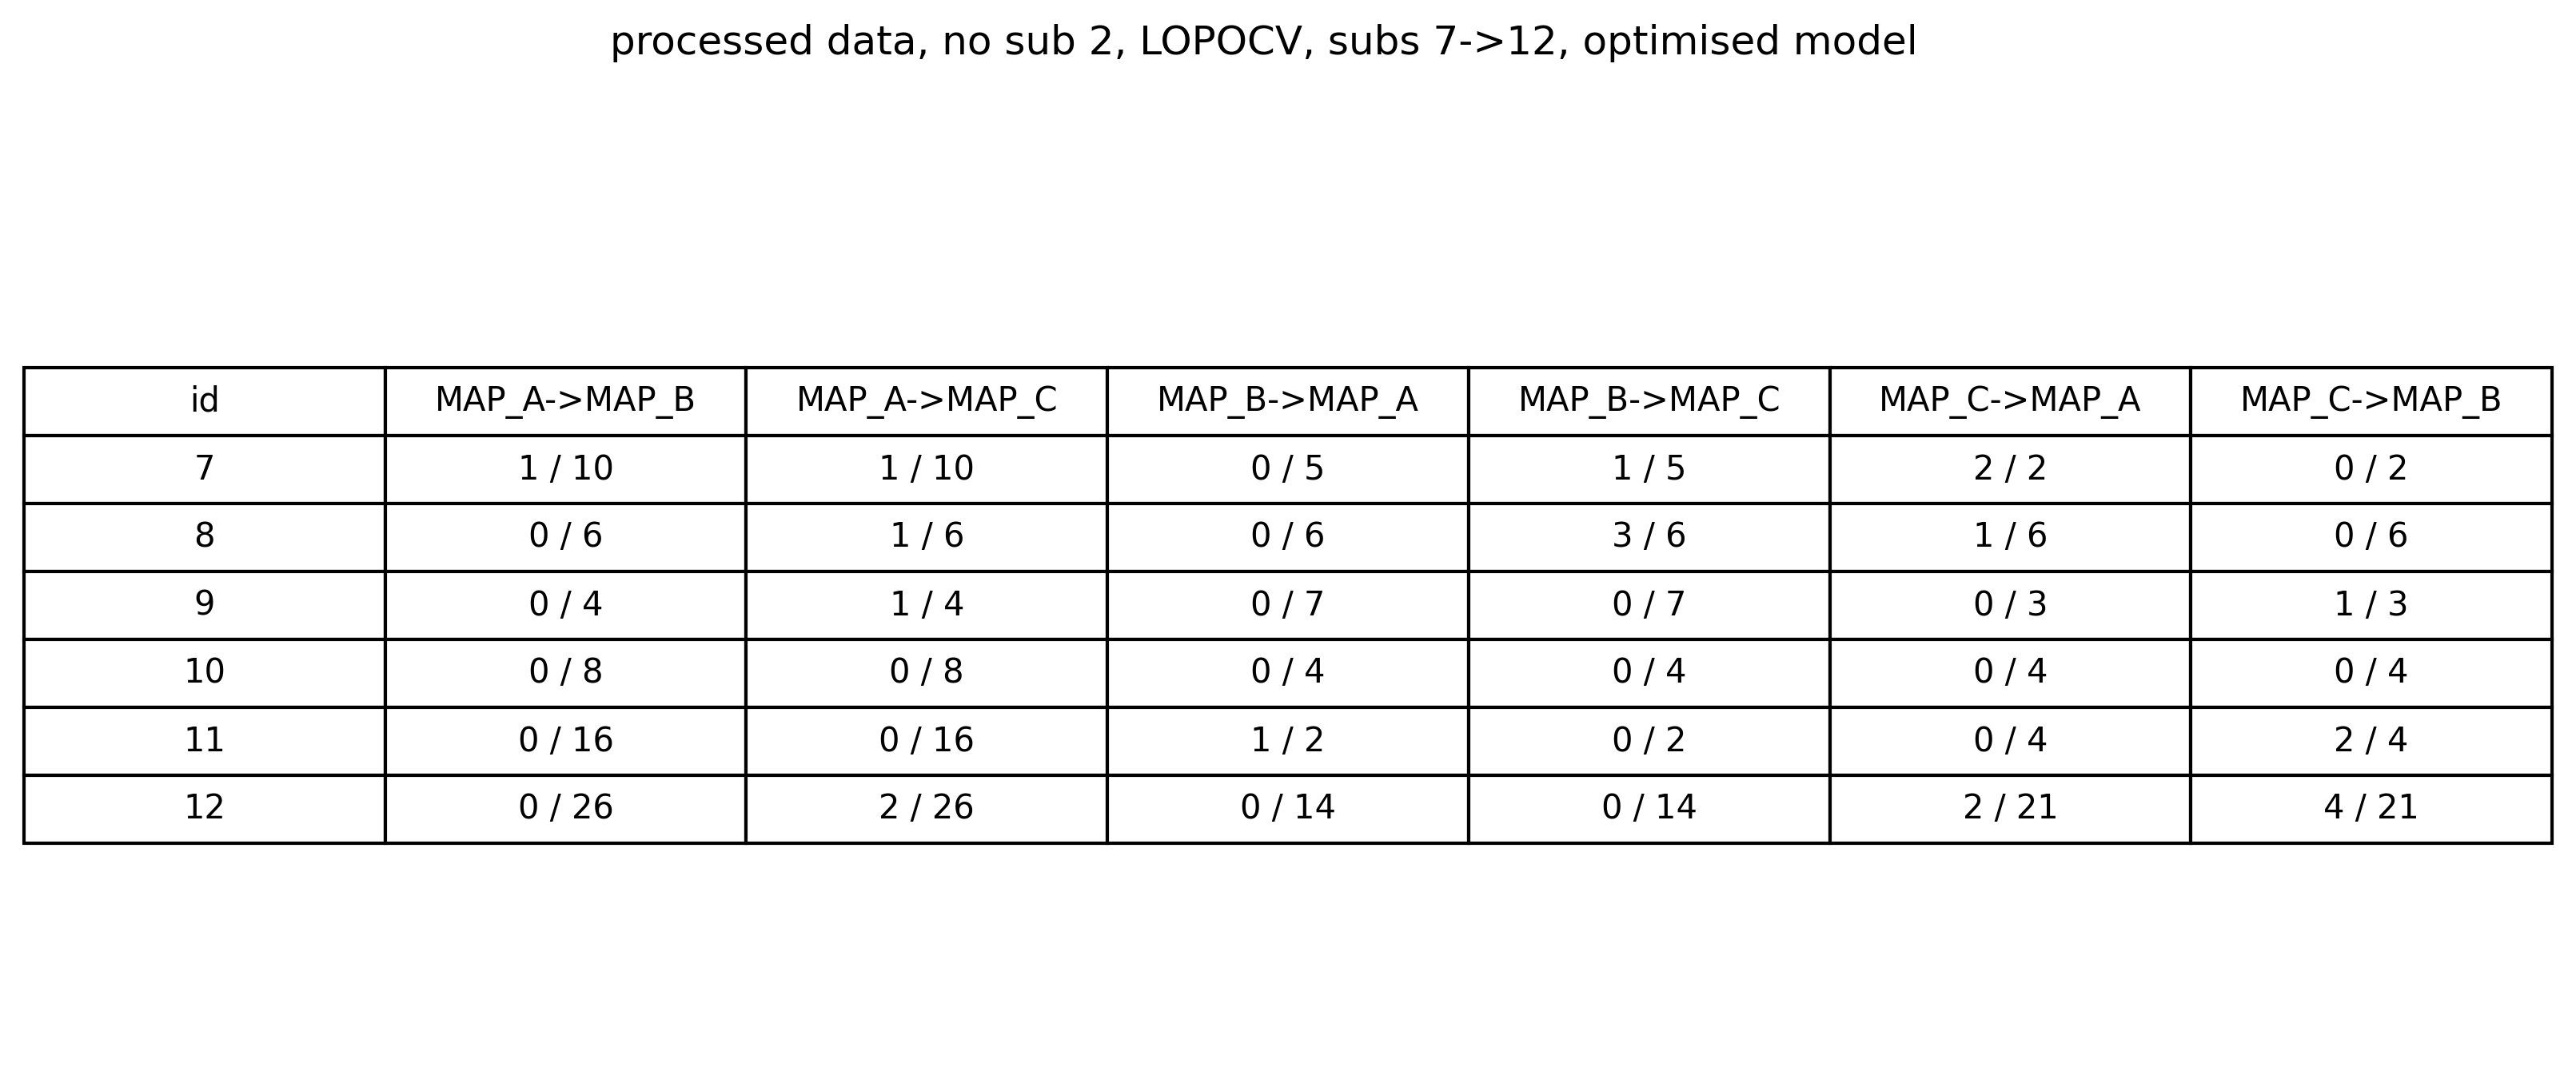 processed data, no sub 2, LOPOCV, subs 7->12, optimised model
id MAP_A->MAP_B MAP_A->MAP_C MAP_B->MAP_A MAP_B->MAP_C MAP_C->MAP_A MAP_C->MAP_B
7 1 / 10 1 / 10 0 / 5 1 / 5 2 / 2 0 / 2
8 0 / 6 1 / 6 0 / 6 3 / 6 1 / 6 0 / 6
9 0 / 4 1 / 4 0 / 7 0 / 7 0 / 3 1 / 3
10 0 / 8 0 / 8 0 / 4 0 / 4 0 / 4 0 / 4
11 0 / 16 0 / 16 1 / 2 0 / 2 0 / 4 2 / 4
12 0 / 26 2 / 26 0 / 14 0 / 14 2 / 21 4 / 21